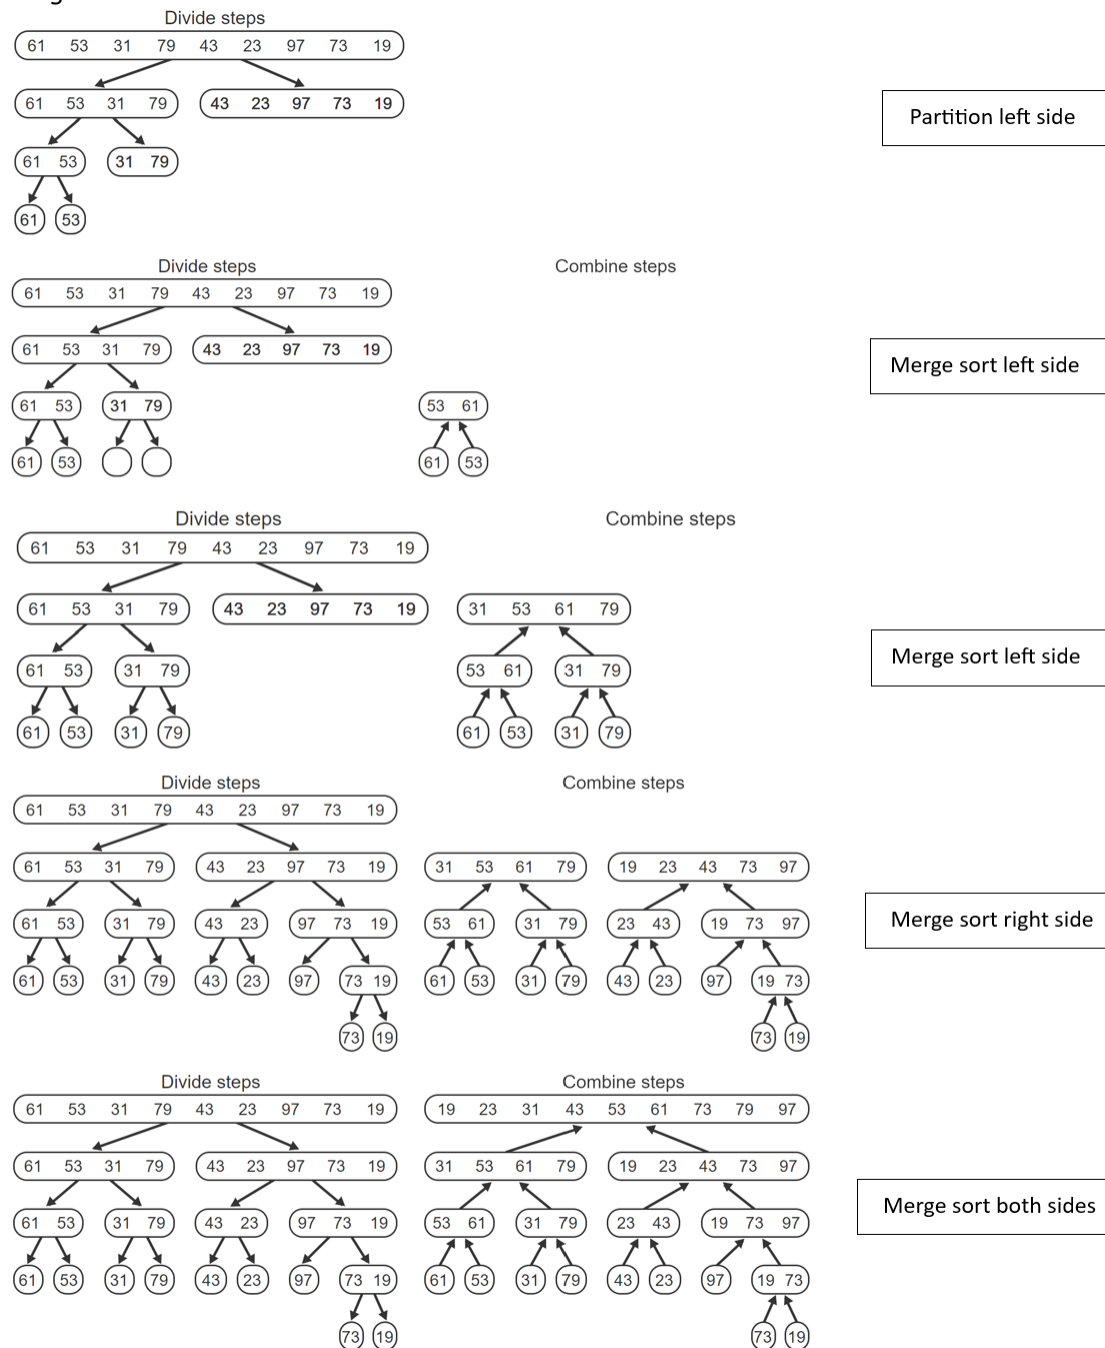 Divide steps
61 53 31 79 43 23 97 73 19
61 53 31 79 43 23 97 73 19
Partition left side
61 53 31 79
61 53
Divide steps Combine steps
61 53 31 79 43 23 97 73 19
61 53 31 79 43 23 97 73 19
Merge sort left side
61 53 31 79 53 61
61 53 61 53
Divide steps Combine steps
61 53 31 79 43 23 97 73 19
61 53 31 79 43 23 97 73 19 31 53 61 79
Merge sort left side
61 53 31 79 53 61 31 79
61 53 31 79 61 53 31 79
Divide steps Combine steps
61 53 31 79 43 23 97 73 19
61 53 31 79 43 23 97 73 19 31 53 61 79 19 23 43 73 97
61 53 31 79 43 23 97 73 19 53 61 31 79 23 43 19 73 97
Merge sort right side
61 53 31 79 43 23 97 73 19 61 53 31 79 43 23 97 19 73
73 19 73 19
Divide steps Combine steps
61 53 31 79 43 23 97 73 19 19 23 31 43 53 61 73 79 97
61 53 31 79 43 23 97 73 19 31 53 61 79 19 23 43 73 97
Merge sort both sides
61 53 31 79 43 23 97 73 19 53 61 31 79 23 43 19 73 97
61 53 31 79 43 23 97 73 19 61 53 31 79 43 23 97 19 73
73 19 73 19